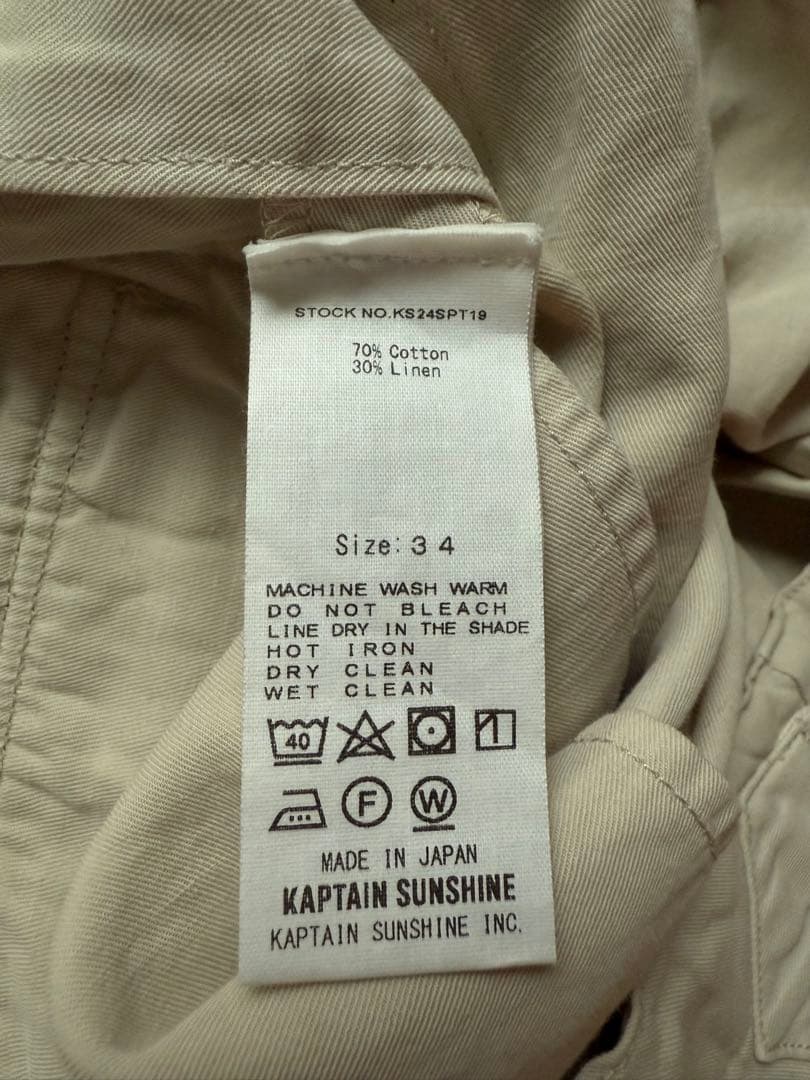 STOCK NO.KS24SPT19
70% Cotton
30% Linen
Size: 34
MACHINE WASH WARM
DO NOT BLEACH
LINE DRY IN THE SHADE
HOT IRON
DRY CLEAN
WET CLEAN
40
F W
MADE IN JAPAN
KAPTAIN SUNSHINE
KAPTAIN SUNSHINE INC.